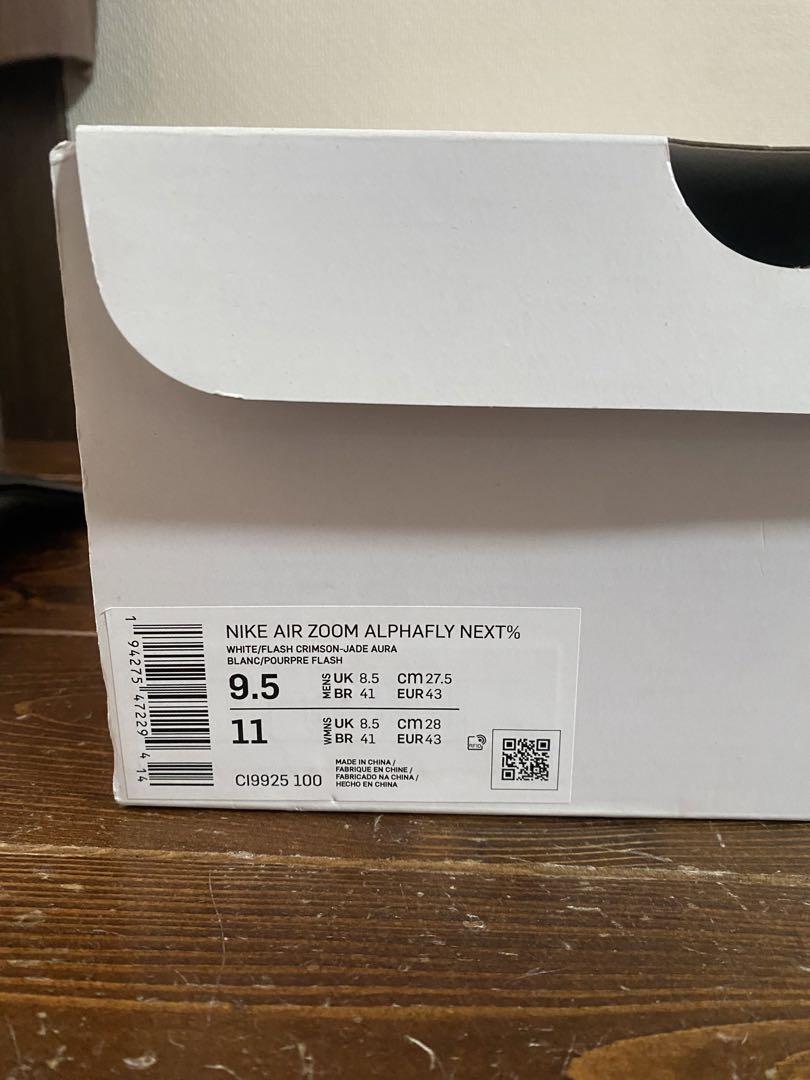 NIKE AIR ZOOM ALPHAFLY NEXT%
WHITE/FLASH CRIMSON-JADE AURA
BLANC/POURPRE FLASH
9.5 MENS UK 8.5 cm 27.5
BR 41 EUR 43
11 WMNS UK 8.5 cm 28
BR 41 EUR 43
RFID
CI9925 100
MADE IN CHINA /
FABRIQUE EN CHINE /
FABRICADO NA CHINA /
HECHO EN CHINA
1 94275 47229 4 14